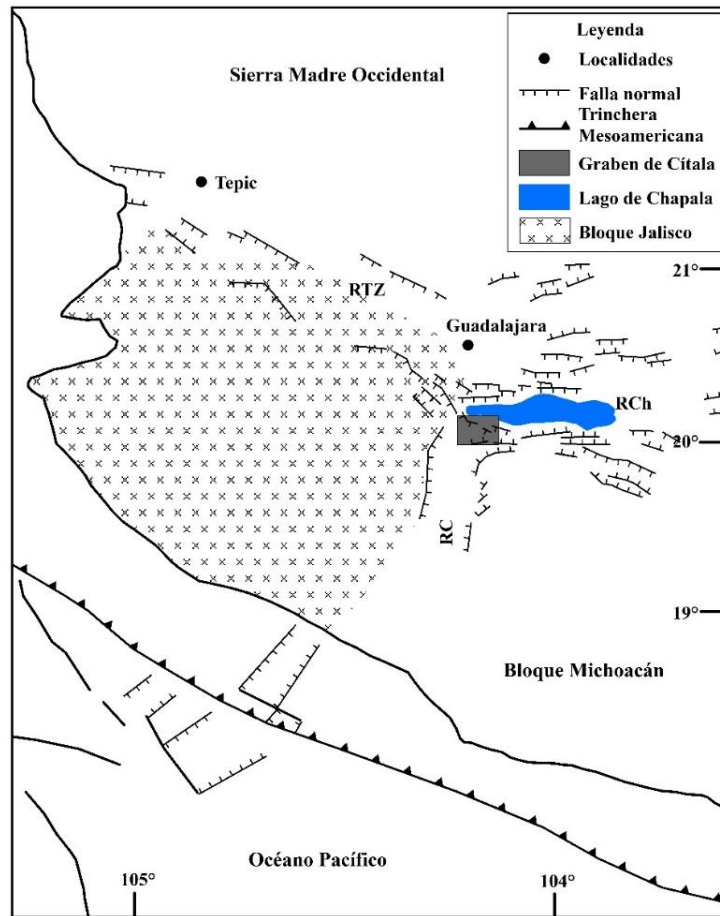 Leyenda
Localidades
Falla normal
Trinchera
Mesoamericana
Graben de Cítala
Lago de Chapala
Bloque Jalisco
Sierra Madre Occidental
Tepic
RTZ
21°
Guadalajara
RCh
20°
RC
19°
Bloque Michoacán
Océano Pacífico
105°
104°